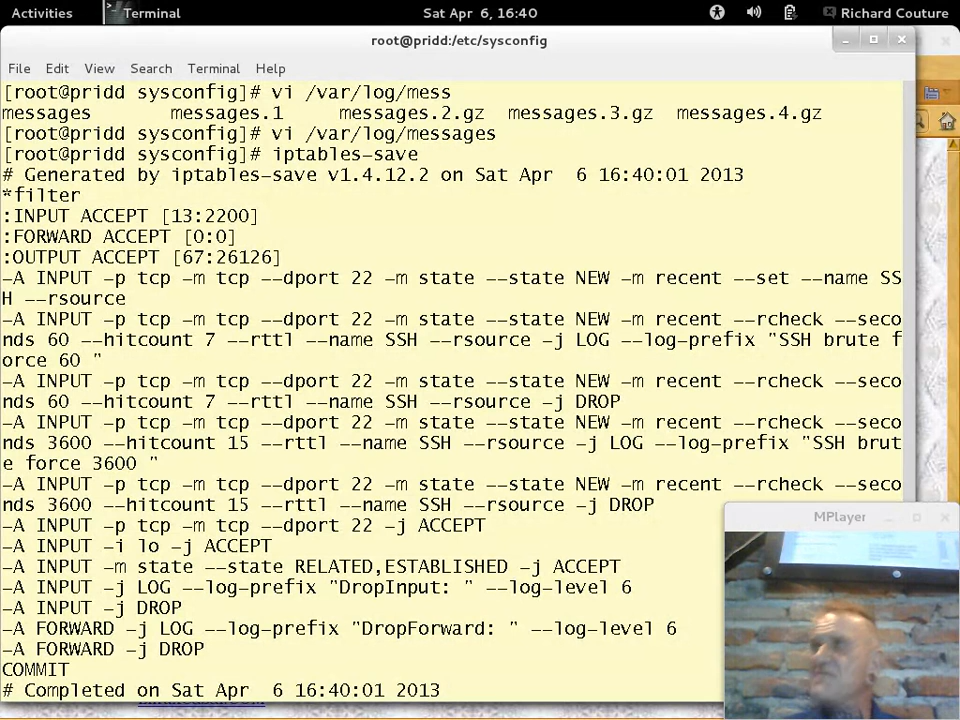 Activities Terminal Sat Apr 6, 16:40 Richard Couture
root@pridd:/etc/sysconfig
File Edit View Search Terminal Help
[root@pridd sysconfig]# vi /var/log/mess
messages messages.1 messages.2.gz messages.3.gz messages.4.gz
[root@pridd sysconfig]# vi /var/log/messages
[root@pridd sysconfig]# iptables-save
# Generated by iptables-save v1.4.12.2 on Sat Apr  6 16:40:01 2013
*filter
:INPUT ACCEPT [13:2200]
:FORWARD ACCEPT [0:0]
:OUTPUT ACCEPT [67:26126]
-A INPUT -p tcp -m tcp --dport 22 -m state --state NEW -m recent --set --name SS
H --rsource
-A INPUT -p tcp -m tcp --dport 22 -m state --state NEW -m recent --rcheck --seco
nds 60 --hitcount 7 --rttl --name SSH --rsource -j LOG --log-prefix "SSH brute f
orce 60 "
-A INPUT -p tcp -m tcp --dport 22 -m state --state NEW -m recent --rcheck --seco
nds 60 --hitcount 7 --rttl --name SSH --rsource -j DROP
-A INPUT -p tcp -m tcp --dport 22 -m state --state NEW -m recent --rcheck --seco
nds 3600 --hitcount 15 --rttl --name SSH --rsource -j LOG --log-prefix "SSH brut
e force 3600 "
-A INPUT -p tcp -m tcp --dport 22 -m state --state NEW -m recent --rcheck --seco
nds 3600 --hitcount 15 --rttl --name SSH --rsource -j DROP
-A INPUT -p tcp -m tcp --dport 22 -j ACCEPT
-A INPUT -i lo -j ACCEPT
-A INPUT -m state --state RELATED,ESTABLISHED -j ACCEPT
-A INPUT -j LOG --log-prefix "DropInput: " --log-level 6
-A INPUT -j DROP
-A FORWARD -j LOG --log-prefix "DropForward: " --log-level 6
-A FORWARD -j DROP
COMMIT
# Completed on Sat Apr  6 16:40:01 2013
MPlayer